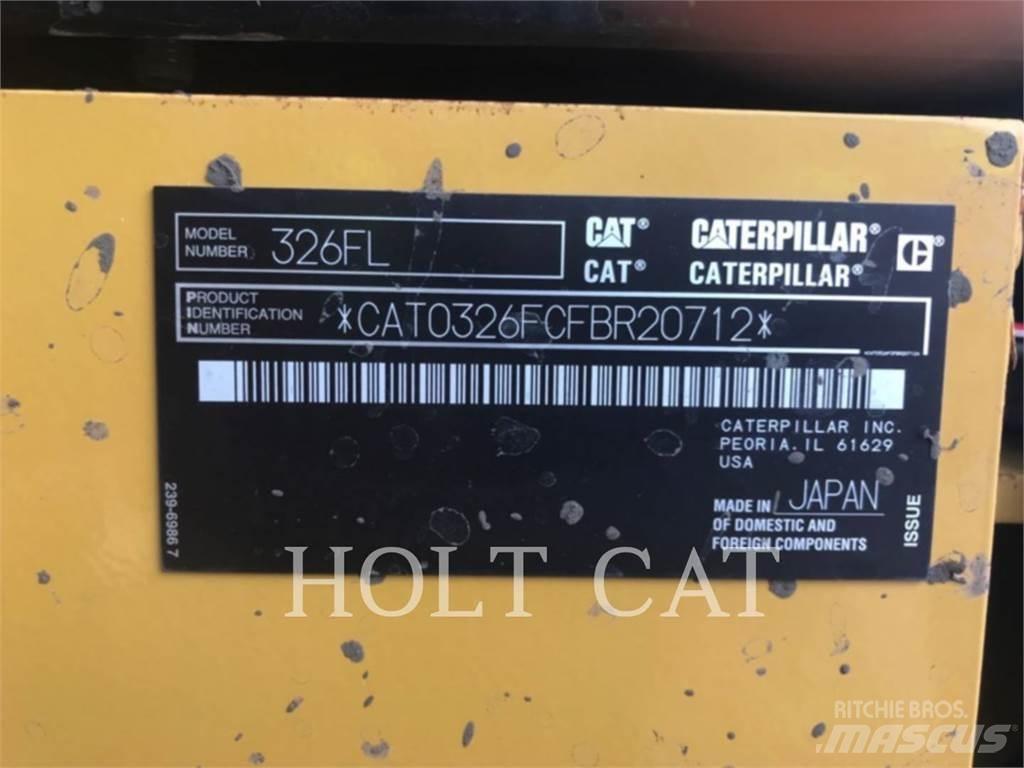 MODEL
NUMBER 326FL
CAT® CATERPILLAR®
CAT® CATERPILLAR®
PRODUCT
IDENTIFICATION
NUMBER *CAT0326FCFBR20712*
CATERPILLAR INC.
PEORIA, IL 61629
USA
MADE IN JAPAN
OF DOMESTIC AND
FOREIGN COMPONENTS
ISSUE
239-6986 7
HOLT CAT
RITCHIE BROS.
MASCUS